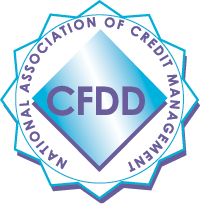 NATIONAL ASSOCIATION OF CREDIT MANAGEMENT
CFDD